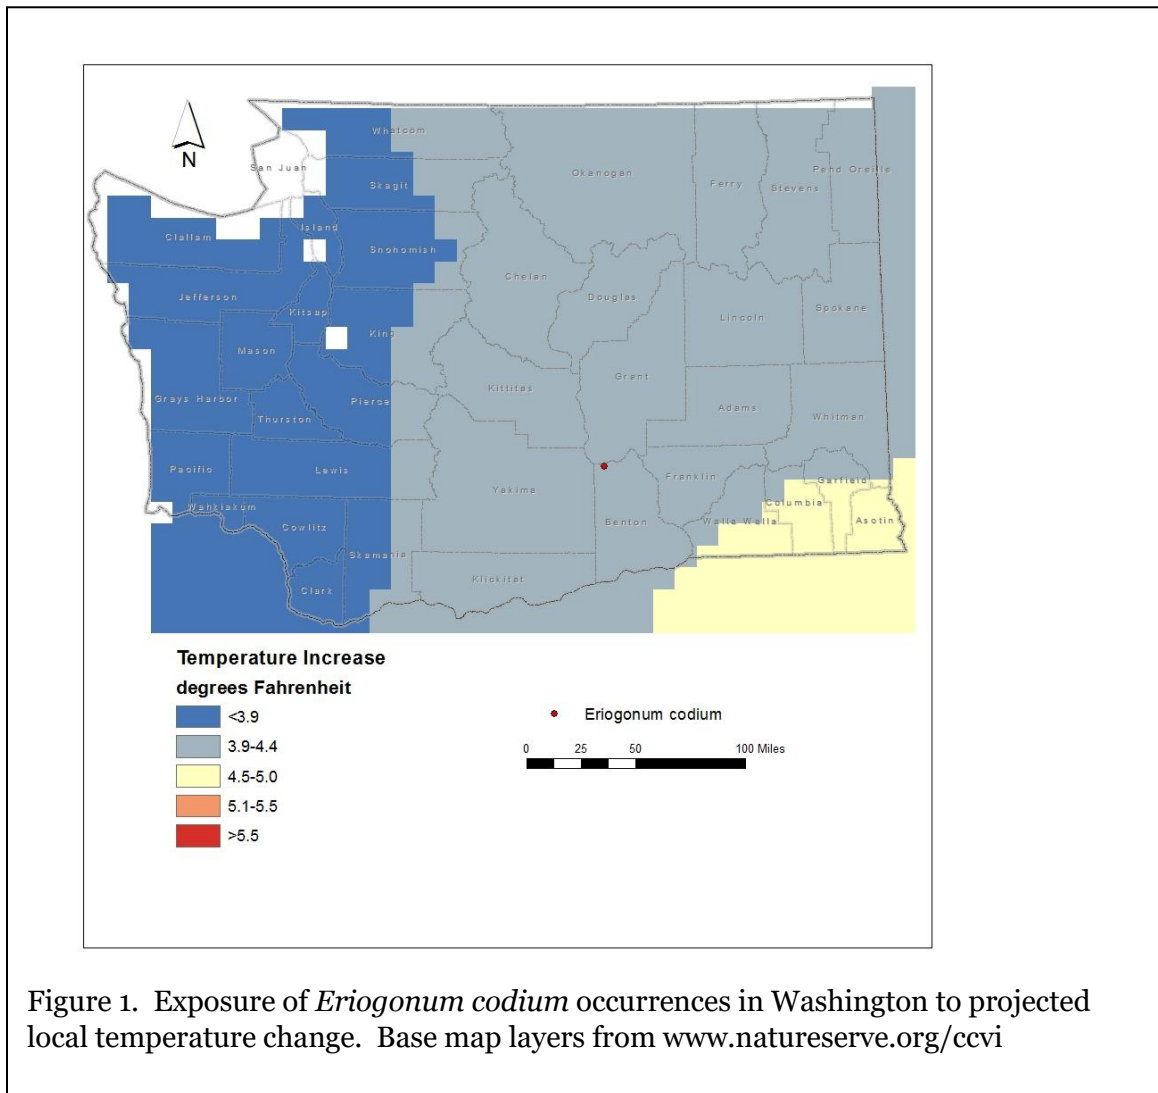 N
Whatcom
San Juan
Skagit
Okanogan
Ferry
Stevens
Pend Oreille
Clallam
Island
Snohomish
Chelan
Douglas
Jefferson
Kitsap
King
Lincoln
Spokane
Mason
Grays Harbor
Thurston
Pierce
Kittitas
Grant
Adams
Whitman
Pacific
Lewis
Yakima
Franklin
Garfield
Columbia
Wahkiakum
Cowlitz
Benton
Walla Walla
Asotin
Skamania
Clark
Klickitat
Temperature Increase
degrees Fahrenheit
<3.9
3.9-4.4
4.5-5.0
5.1-5.5
>5.5
Eriogonum codium
0 25 50 100 Miles
Figure 1. Exposure of Eriogonum codium occurrences in Washington to projected
local temperature change. Base map layers from www.natureserve.org/ccvi